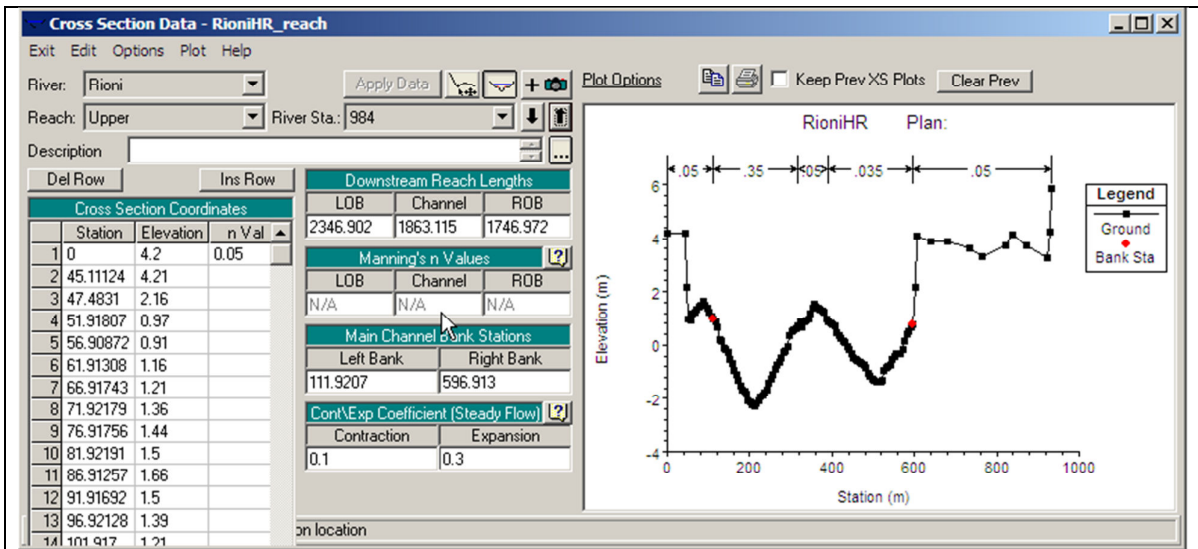 Cross Section Data - RioniHR_reach
Exit Edit Options Plot Help
River: Rioni Apply Data + Plot Options Keep Prev XS Plots Clear Prev
Reach: Upper River Sta.: 984
Description ...
Del Row Ins Row
Cross Section Coordinates
Station Elevation n Val
1 0 4.2 0.05
2 45.11124 4.21
3 47.4831 2.16
4 51.91807 0.97
5 56.90872 0.91
6 61.91308 1.16
7 66.91743 1.21
8 71.92179 1.36
9 76.91756 1.44
10 81.92191 1.5
11 86.91257 1.66
12 91.91692 1.5
13 96.92128 1.39
14 101.917 1.21
Downstream Reach Lengths
LOB Channel ROB
2346.902 1863.115 1746.972
Manning's n Values ?
LOB Channel ROB
N/A N/A N/A
Main Channel Bank Stations
Left Bank Right Bank
111.9207 596.913
Cont\Exp Coefficient (Steady Flow) ?
Contraction Expansion
0.1 0.3
on location
RioniHR Plan:
.05 .35 .05 .035 .05
6
4
2
0
-2
-4
Elevation (m)
0 200 400 600 800 1000
Station (m)
Legend
Ground
Bank Sta